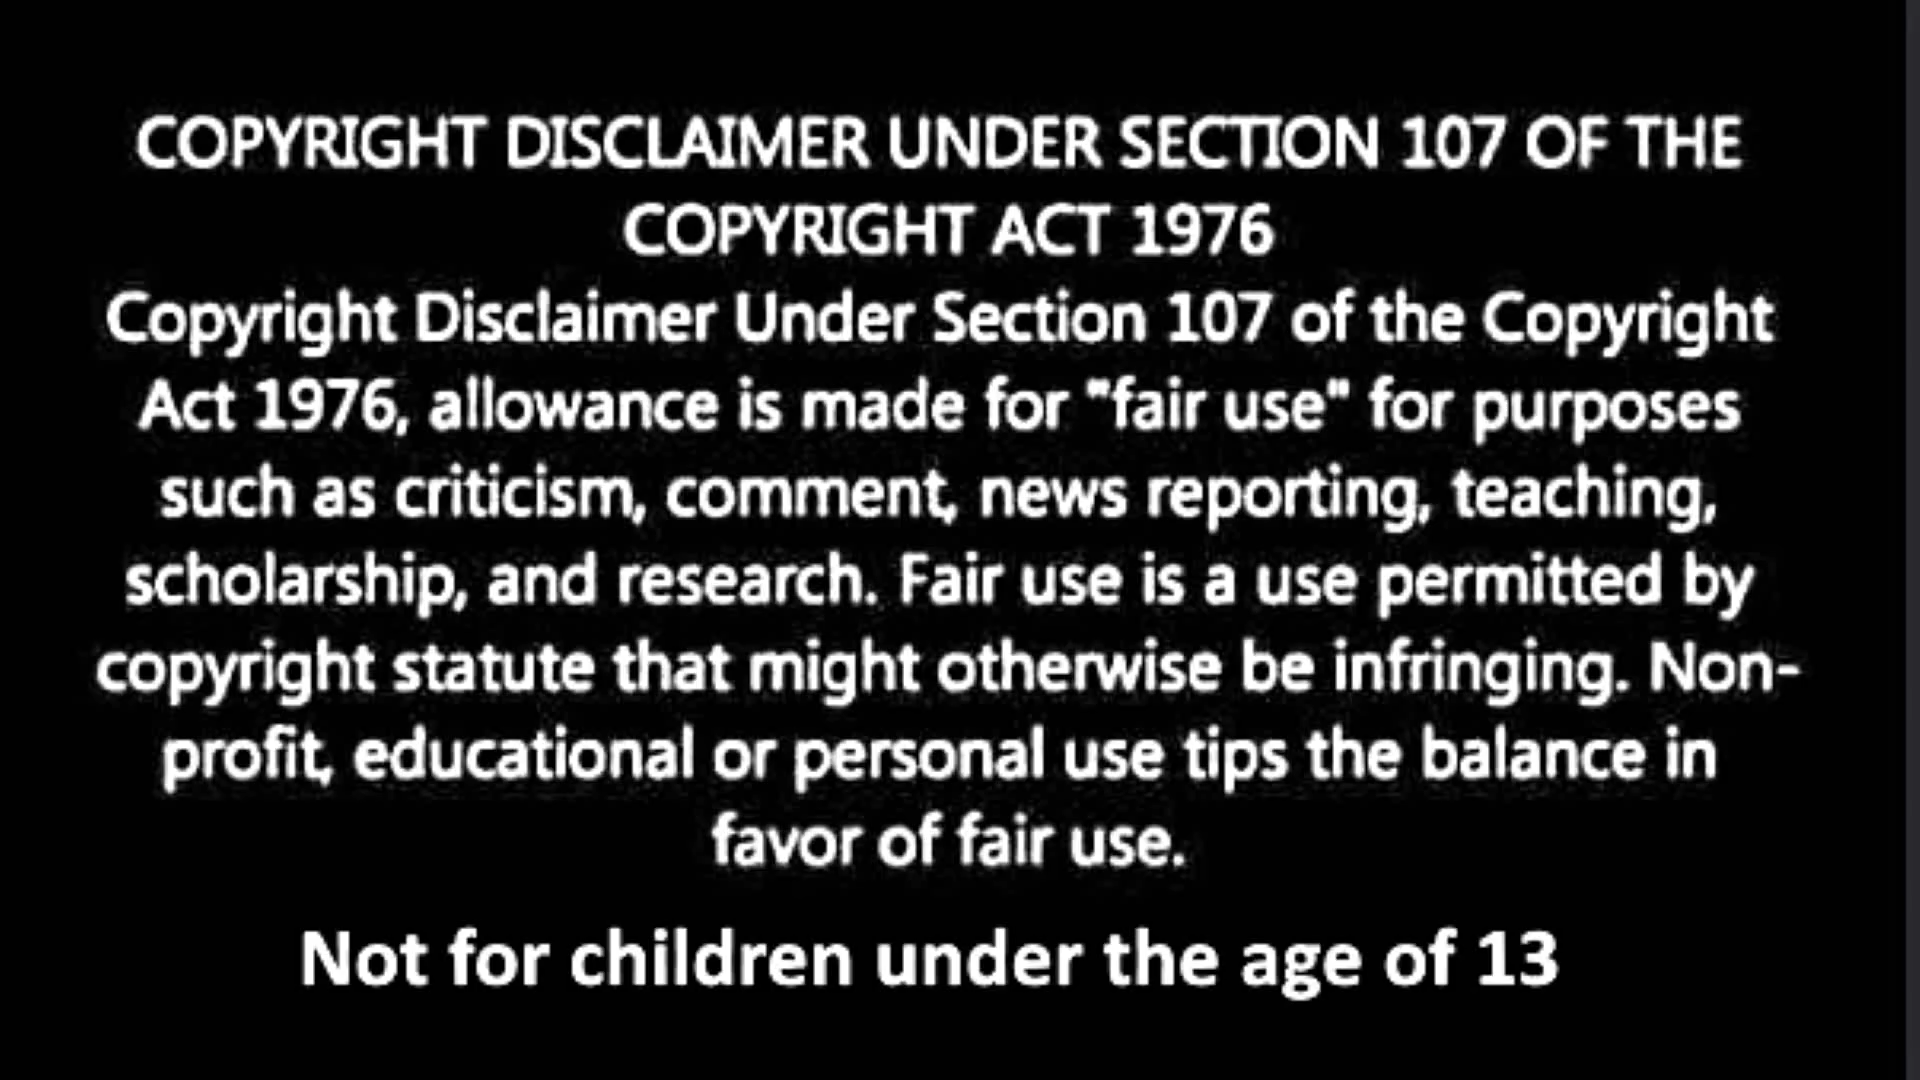 COPYRIGHT DISCLAIMER UNDER SECTION 107 OF THE
COPYRIGHT ACT 1976
Copyright Disclaimer Under Section 107 of the Copyright
Act 1976, allowance is made for "fair use" for purposes
such as criticism, comment, news reporting, teaching,
scholarship, and research. Fair use is a use permitted by
copyright statute that might otherwise be infringing. Non-
profit, educational or personal use tips the balance in
favor of fair use.
Not for children under the age of 13